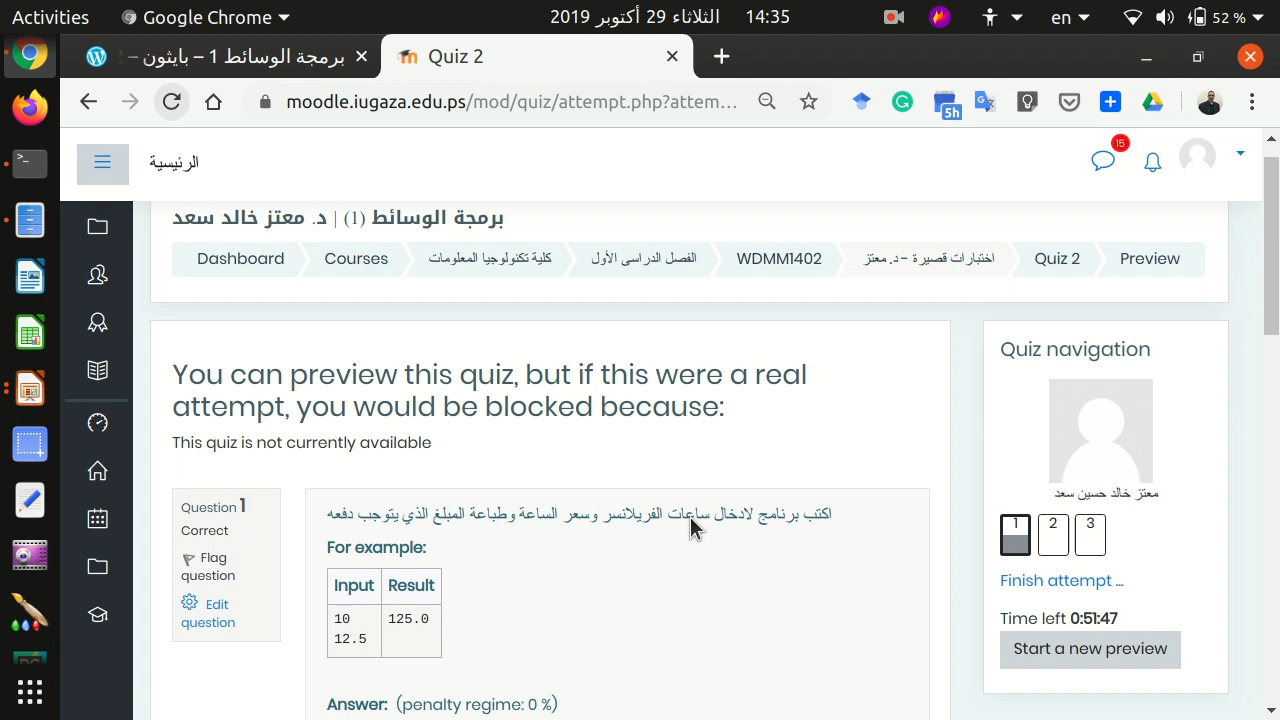 Activities
Google Chrome
الثلاثاء 29 أكتوبر 2019
14:35
en
52 %
برمجة الوسائط 1 – بايثون –
Quiz 2
moodle.iugaza.edu.ps/mod/quiz/attempt.php?attem...
5h
الرئيسية
15
برمجة الوسائط (1) | د. معتز خالد سعد
Dashboard
Courses
كلية تكنولوجيا المعلومات
الفصل الدراسي الأول
WDMM1402
اختبارات قصيرة – د. معتز
Quiz 2
Preview
You can preview this quiz, but if this were a real
attempt, you would be blocked because:
This quiz is not currently available
Question 1
Correct
Flag
question
Edit
question
اكتب برنامج لادخال ساعات الفريلانسر وسعر الساعة وطباعة المبلغ الذي يتوجب دفعه
For example:
Input Result
10 125.0
12.5
Answer: (penalty regime: 0 %)
Quiz navigation
معتز خالد حسين سعد
1 2 3
Finish attempt ...
Time left 0:51:47
Start a new preview